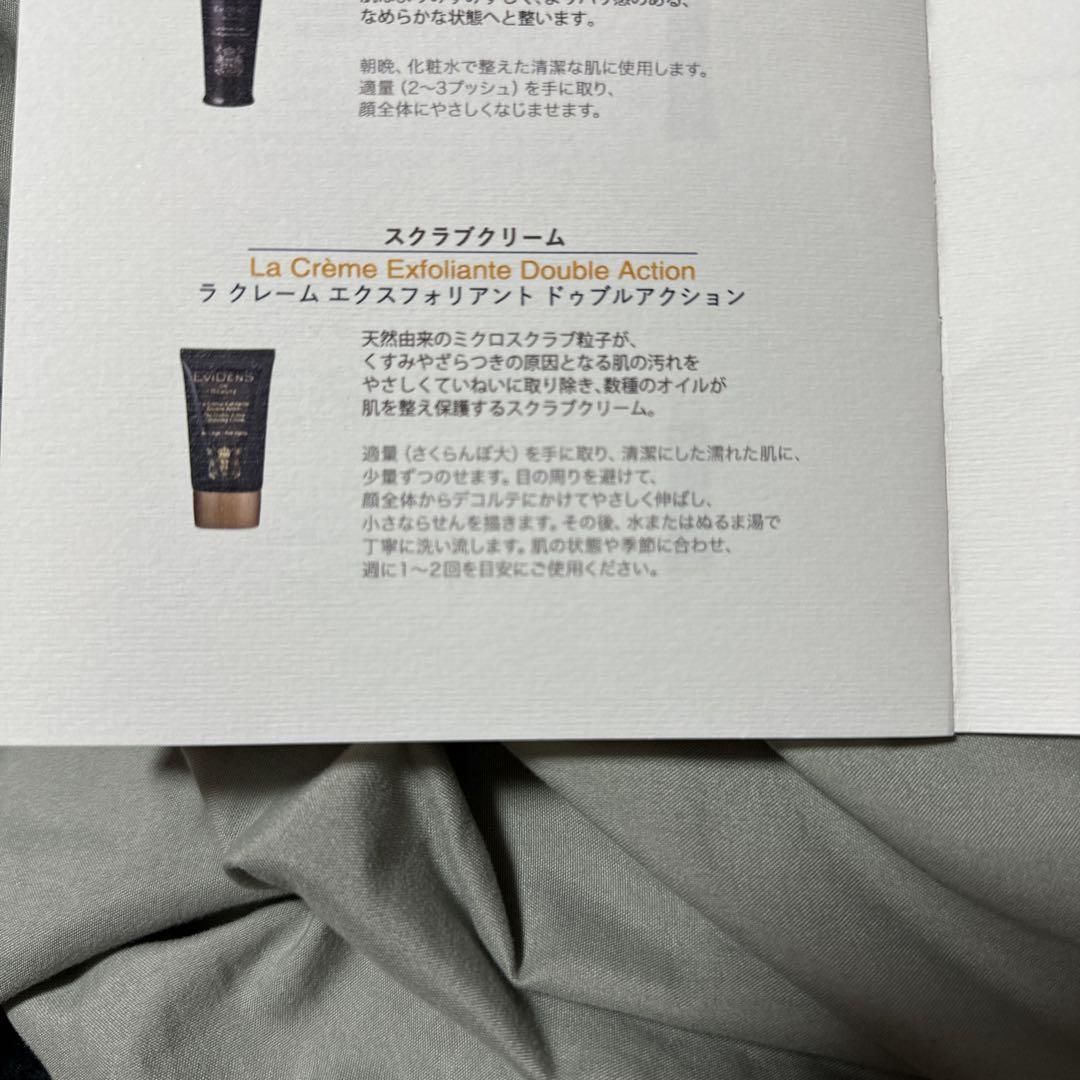 なめらかな状態へと整います。
朝晩、化粧水で整えた清潔な肌に使用します。
適量（2〜3プッシュ）を手に取り、
顔全体にやさしくなじませます。
スクラブクリーム
La Crème Exfoliante Double Action
ラ クレーム エクスフォリアント ドゥブルアクション
天然由来のミクロスクラブ粒子が、
くすみやざらつきの原因となる肌の汚れを
やさしくていねいに取り除き、数種のオイルが
肌を整え保護するスクラブクリーム。
EVIDENS
DE
BEAUTÉ
適量（さくらんぼ大）を手に取り、清潔にした濡れた肌に、
少量ずつのせます。目の周りを避けて、
顔全体からデコルテにかけてやさしく伸ばし、
小さならせんを描きます。その後、水またはぬるま湯で
丁寧に洗い流します。肌の状態や季節に合わせ、
週に1〜2回を目安にご使用ください。